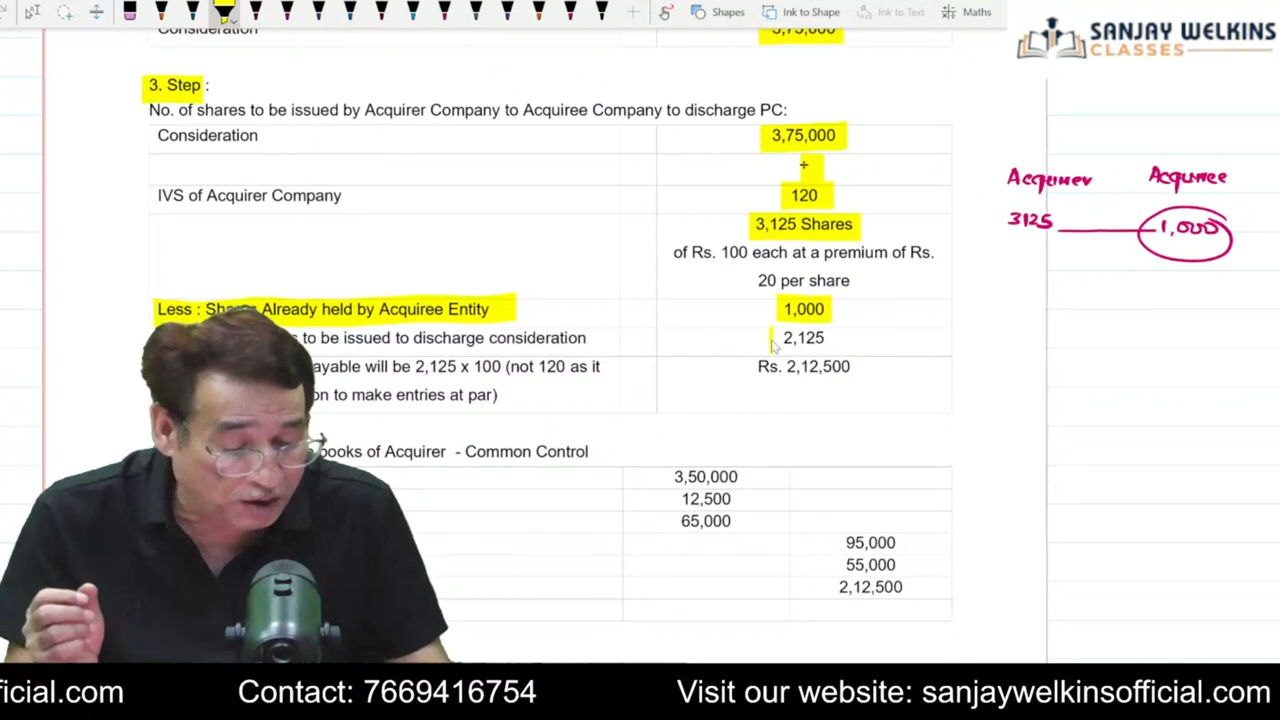 Shapes
Ink to Shape
Ink to Text
Maths
SANJAY WELKINS
CLASSES
Consideration
3,75,000
3. Step :
No. of shares to be issued by Acquirer Company to Acquiree Company to discharge PC:
Consideration
3,75,000
÷
IVS of Acquirer Company
120
3,125 Shares
of Rs. 100 each at a premium of Rs.
20 per share
Less : Shares Already held by Acquiree Entity
1,000
to be issued to discharge consideration
2,125
ayable will be 2,125 x 100 (not 120 as it
Rs. 2,12,500
on to make entries at par)
Acquirer Acquiree
3125 1,000
books of Acquirer - Common Control
3,50,000
12,500
65,000
95,000
55,000
2,12,500
ficial.com Contact: 7669416754 Visit our website: sanjaywelkinsofficial.com